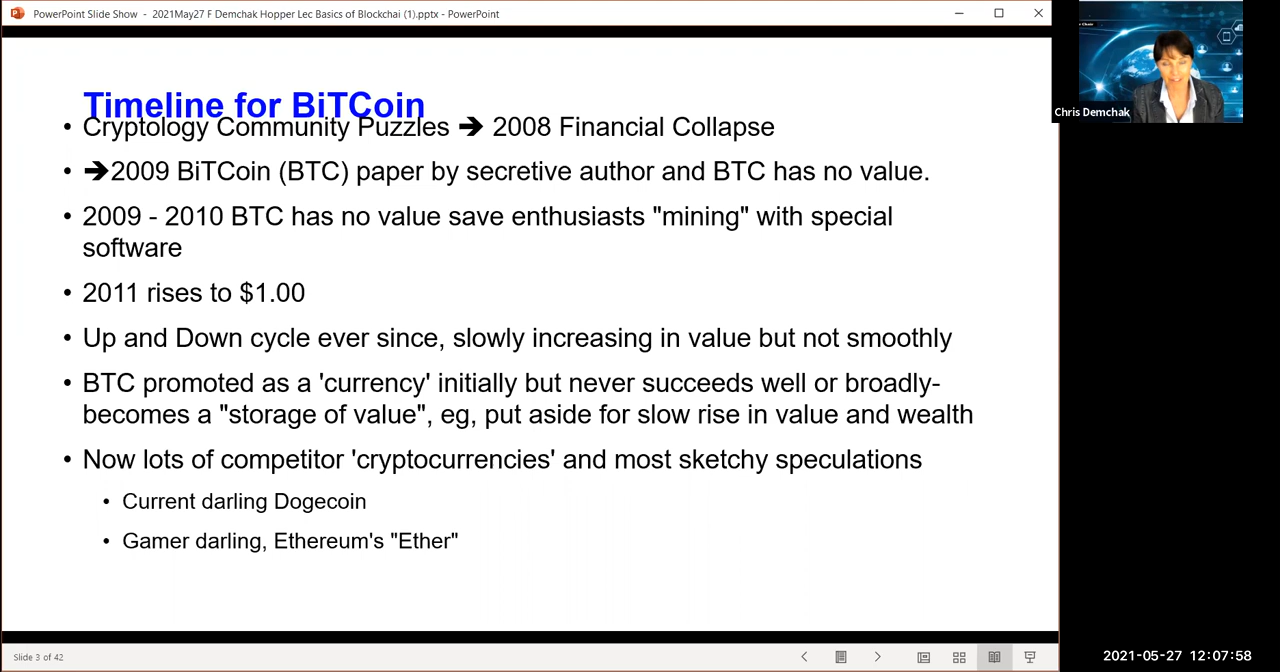 PowerPoint Slide Show - 2021May27 F Demchak Hopper Lec Basics of Blockchai (1).pptx - PowerPoint
Timeline for BiTCoin
• Cryptology Community Puzzles ➔ 2008 Financial Collapse
• ➔2009 BiTCoin (BTC) paper by secretive author and BTC has no value.
• 2009 - 2010 BTC has no value save enthusiasts "mining" with special
software
• 2011 rises to $1.00
• Up and Down cycle ever since, slowly increasing in value but not smoothly
• BTC promoted as a 'currency' initially but never succeeds well or broadly-
becomes a "storage of value", eg, put aside for slow rise in value and wealth
• Now lots of competitor 'cryptocurrencies' and most sketchy speculations
• Current darling Dogecoin
• Gamer darling, Ethereum's "Ether"
Slide 3 of 42
Chris Demchak
2021-05-27 12:07:58